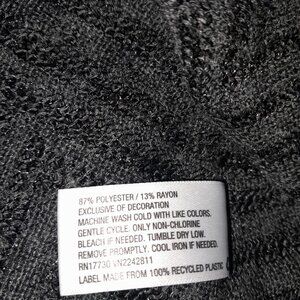 87% POLYESTER / 13% RAYON
EXCLUSIVE OF DECORATION
MACHINE WASH COLD WITH LIKE COLORS.
GENTLE CYCLE. ONLY NON-CHLORINE
BLEACH IF NEEDED. TUMBLE DRY LOW.
REMOVE PROMPTLY. COOL IRON IF NEEDED.
RN17730 VN2242811
LABEL MADE FROM 100% RECYCLED PLASTIC